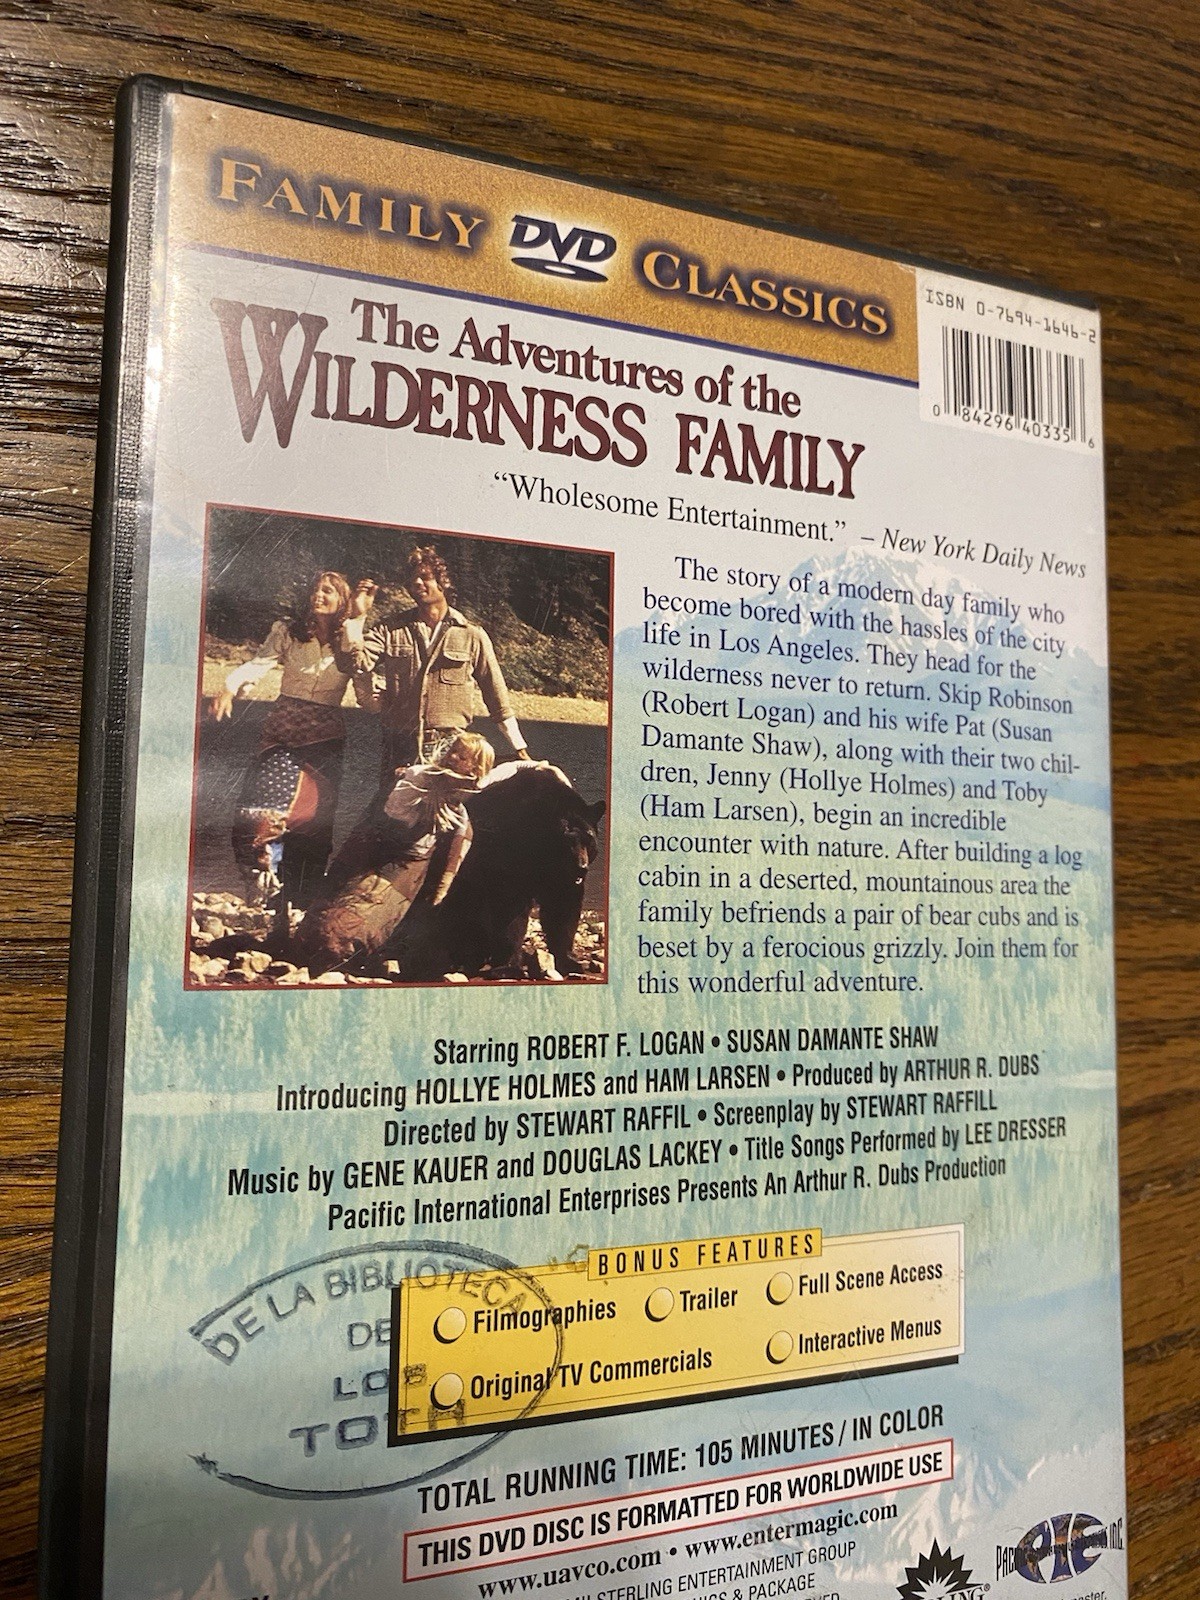 FAMILY DVD CLASSICS
ISBN 0-7694-1646-2
0 84296 40335 6
The Adventures of the
WILDERNESS FAMILY
“Wholesome Entertainment.” – New York Daily News
The story of a modern day family who
become bored with the hassles of the city
life in Los Angeles. They head for the
wilderness never to return. Skip Robinson
(Robert Logan) and his wife Pat (Susan
Damante Shaw), along with their two chil-
dren, Jenny (Hollye Holmes) and Toby
(Ham Larsen), begin an incredible
encounter with nature. After building a log
cabin in a deserted, mountainous area the
family befriends a pair of bear cubs and is
beset by a ferocious grizzly. Join them for
this wonderful adventure.
Starring ROBERT F. LOGAN • SUSAN DAMANTE SHAW
Introducing HOLLYE HOLMES and HAM LARSEN • Produced by ARTHUR R. DUBS
Directed by STEWART RAFFIL • Screenplay by STEWART RAFFILL
Music by GENE KAUER and DOUGLAS LACKEY • Title Songs Performed by LEE DRESSER
Pacific International Enterprises Presents An Arthur R. Dubs Production
BONUS FEATURES
Filmographies
Trailer
Full Scene Access
Original TV Commercials
Interactive Menus
DE LA BIBLIOTECA
DE
LOS
TOTH
TOTAL RUNNING TIME: 105 MINUTES / IN COLOR
THIS DVD DISC IS FORMATTED FOR WORLDWIDE USE
www.uavco.com • www.entermagic.com
STERLING ENTERTAINMENT GROUP
& PACKAGE
PIE
INC.